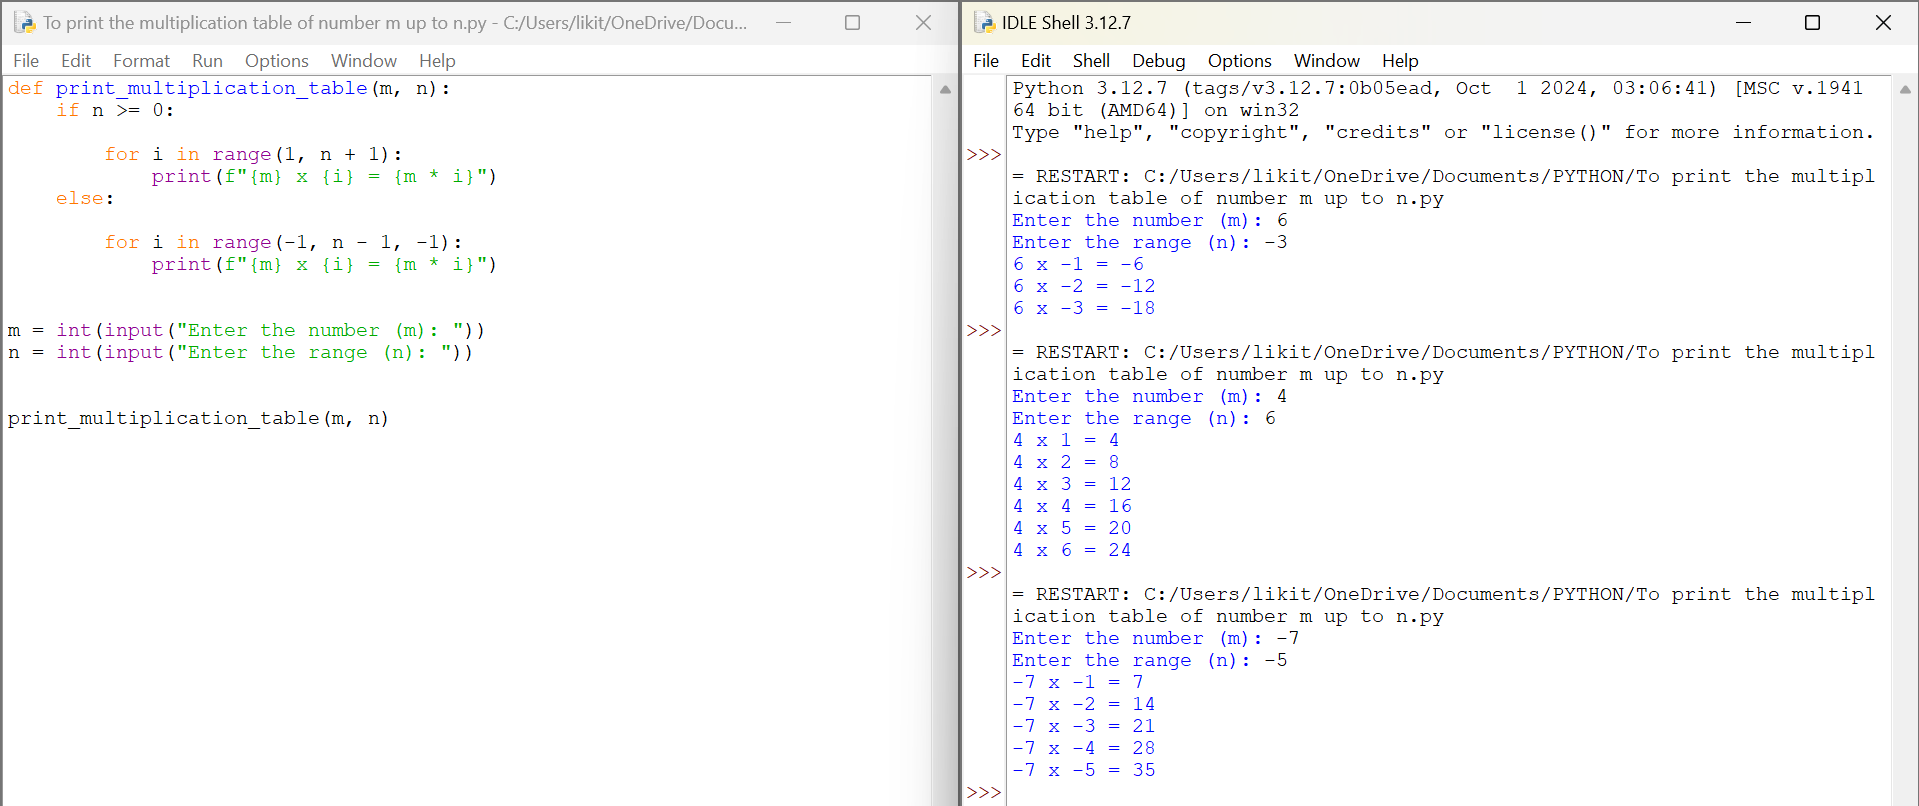 To print the multiplication table of number m up to n.py - C:/Users/likit/OneDrive/Docu...
File Edit Format Run Options Window Help
def print_multiplication_table(m, n):
    if n >= 0:
        for i in range(1, n + 1):
            print(f"{m} x {i} = {m * i}")
    else:
        for i in range(-1, n - 1, -1):
            print(f"{m} x {i} = {m * i}")
m = int(input("Enter the number (m): "))
n = int(input("Enter the range (n): "))
print_multiplication_table(m, n)
IDLE Shell 3.12.7
File Edit Shell Debug Options Window Help
Python 3.12.7 (tags/v3.12.7:0b05ead, Oct  1 2024, 03:06:41) [MSC v.1941
64 bit (AMD64)] on win32
Type "help", "copyright", "credits" or "license()" for more information.
>>>
= RESTART: C:/Users/likit/OneDrive/Documents/PYTHON/To print the multipl
ication table of number m up to n.py
Enter the number (m): 6
Enter the range (n): -3
6 x -1 = -6
6 x -2 = -12
6 x -3 = -18
>>>
= RESTART: C:/Users/likit/OneDrive/Documents/PYTHON/To print the multipl
ication table of number m up to n.py
Enter the number (m): 4
Enter the range (n): 6
4 x 1 = 4
4 x 2 = 8
4 x 3 = 12
4 x 4 = 16
4 x 5 = 20
4 x 6 = 24
>>>
= RESTART: C:/Users/likit/OneDrive/Documents/PYTHON/To print the multipl
ication table of number m up to n.py
Enter the number (m): -7
Enter the range (n): -5
-7 x -1 = 7
-7 x -2 = 14
-7 x -3 = 21
-7 x -4 = 28
-7 x -5 = 35
>>>